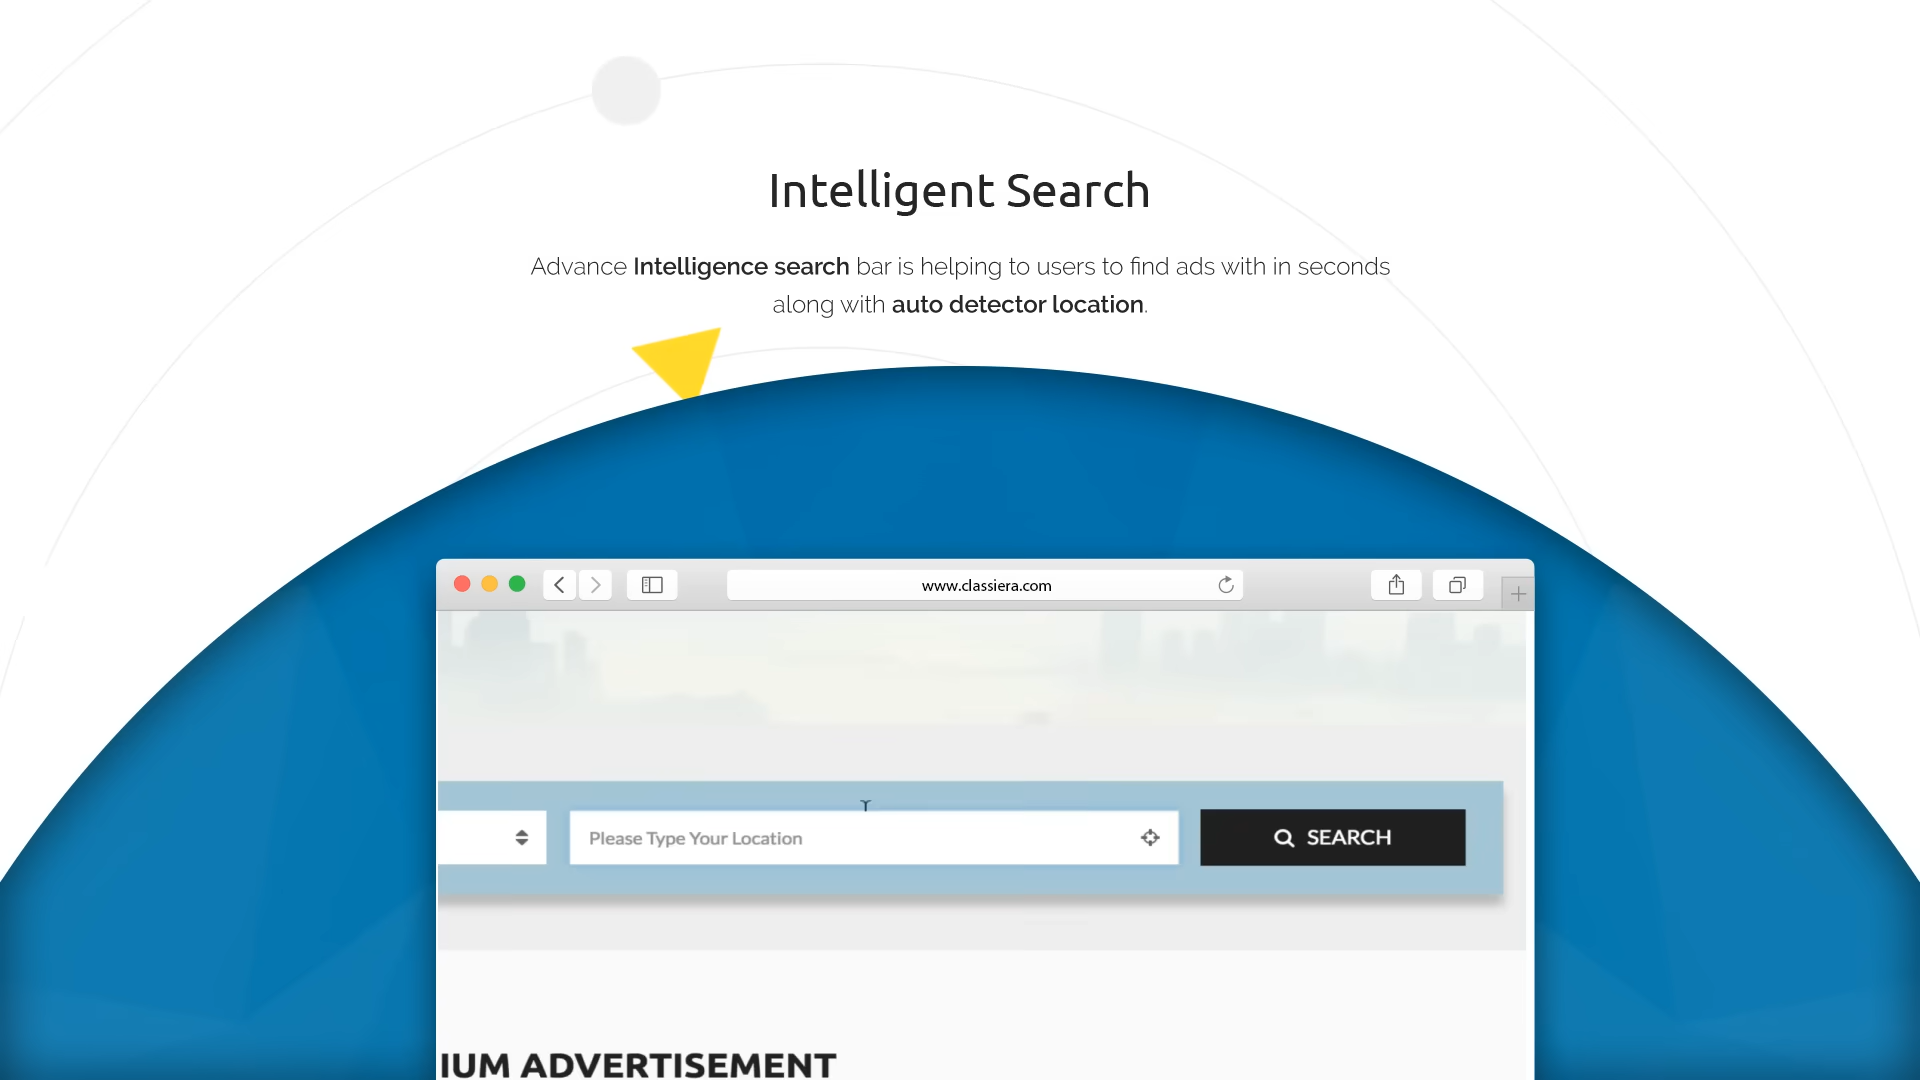 Intelligent Search
Advance Intelligence search bar is helping to users to find ads with in seconds
along with auto detector location.
www.classiera.com
Please Type Your Location
SEARCH
IUM ADVERTISEMENT